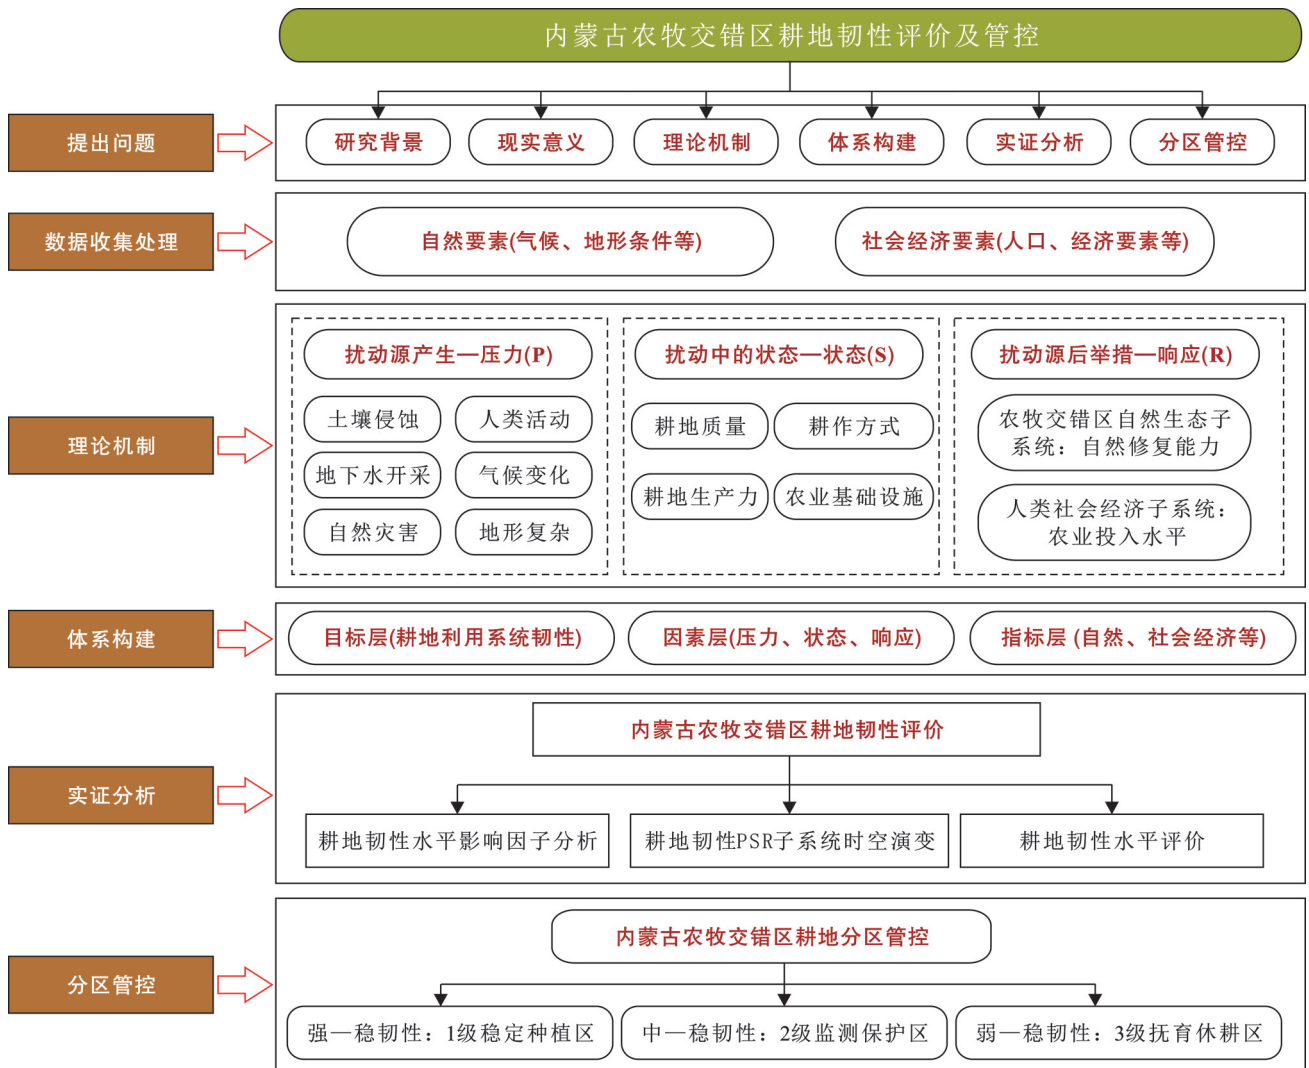 内蒙古农牧交错区耕地韧性评价及管控
提出问题
研究背景
现实意义
理论机制
体系构建
实证分析
分区管控
数据收集处理
自然要素(气候、地形条件等)
社会经济要素(人口、经济要素等)
理论机制
扰动源产生—压力(P)
土壤侵蚀
人类活动
地下水开采
气候变化
自然灾害
地形复杂
扰动中的状态—状态(S)
耕地质量
耕作方式
耕地生产力
农业基础设施
扰动源后举措—响应(R)
农牧交错区自然生态子
系统：自然修复能力
人类社会经济子系统：
农业投入水平
体系构建
目标层(耕地利用系统韧性)
因素层(压力、状态、响应)
指标层 (自然、社会经济等)
实证分析
内蒙古农牧交错区耕地韧性评价
耕地韧性水平影响因子分析
耕地韧性PSR子系统时空演变
耕地韧性水平评价
分区管控
内蒙古农牧交错区耕地分区管控
强—稳韧性：1级稳定种植区
中—稳韧性：2级监测保护区
弱—稳韧性：3级抚育休耕区